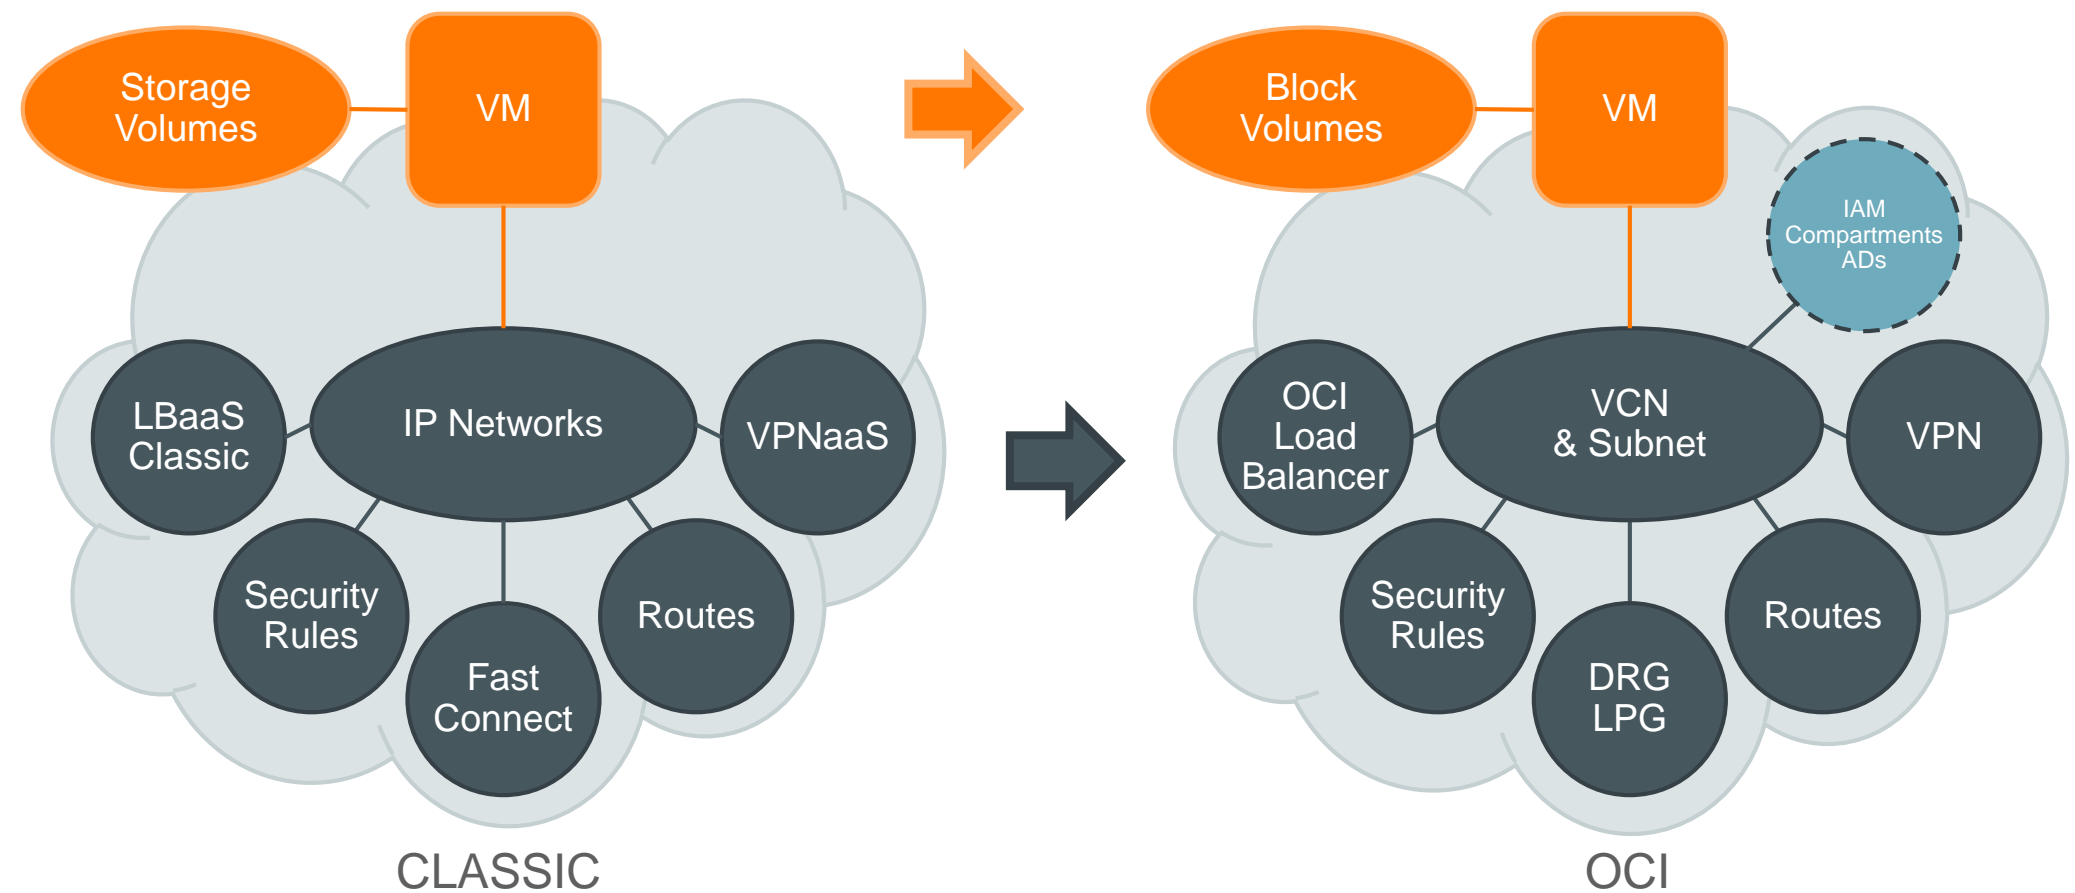 Storage
Volumes
VM
LBaaS
Classic
IP Networks
VPNaaS
Security
Rules
Fast
Connect
Routes
CLASSIC
Block
Volumes
VM
IAM
Compartments
ADs
OCI
Load
Balancer
VCN
& Subnet
VPN
Security
Rules
DRG
LPG
Routes
OCI